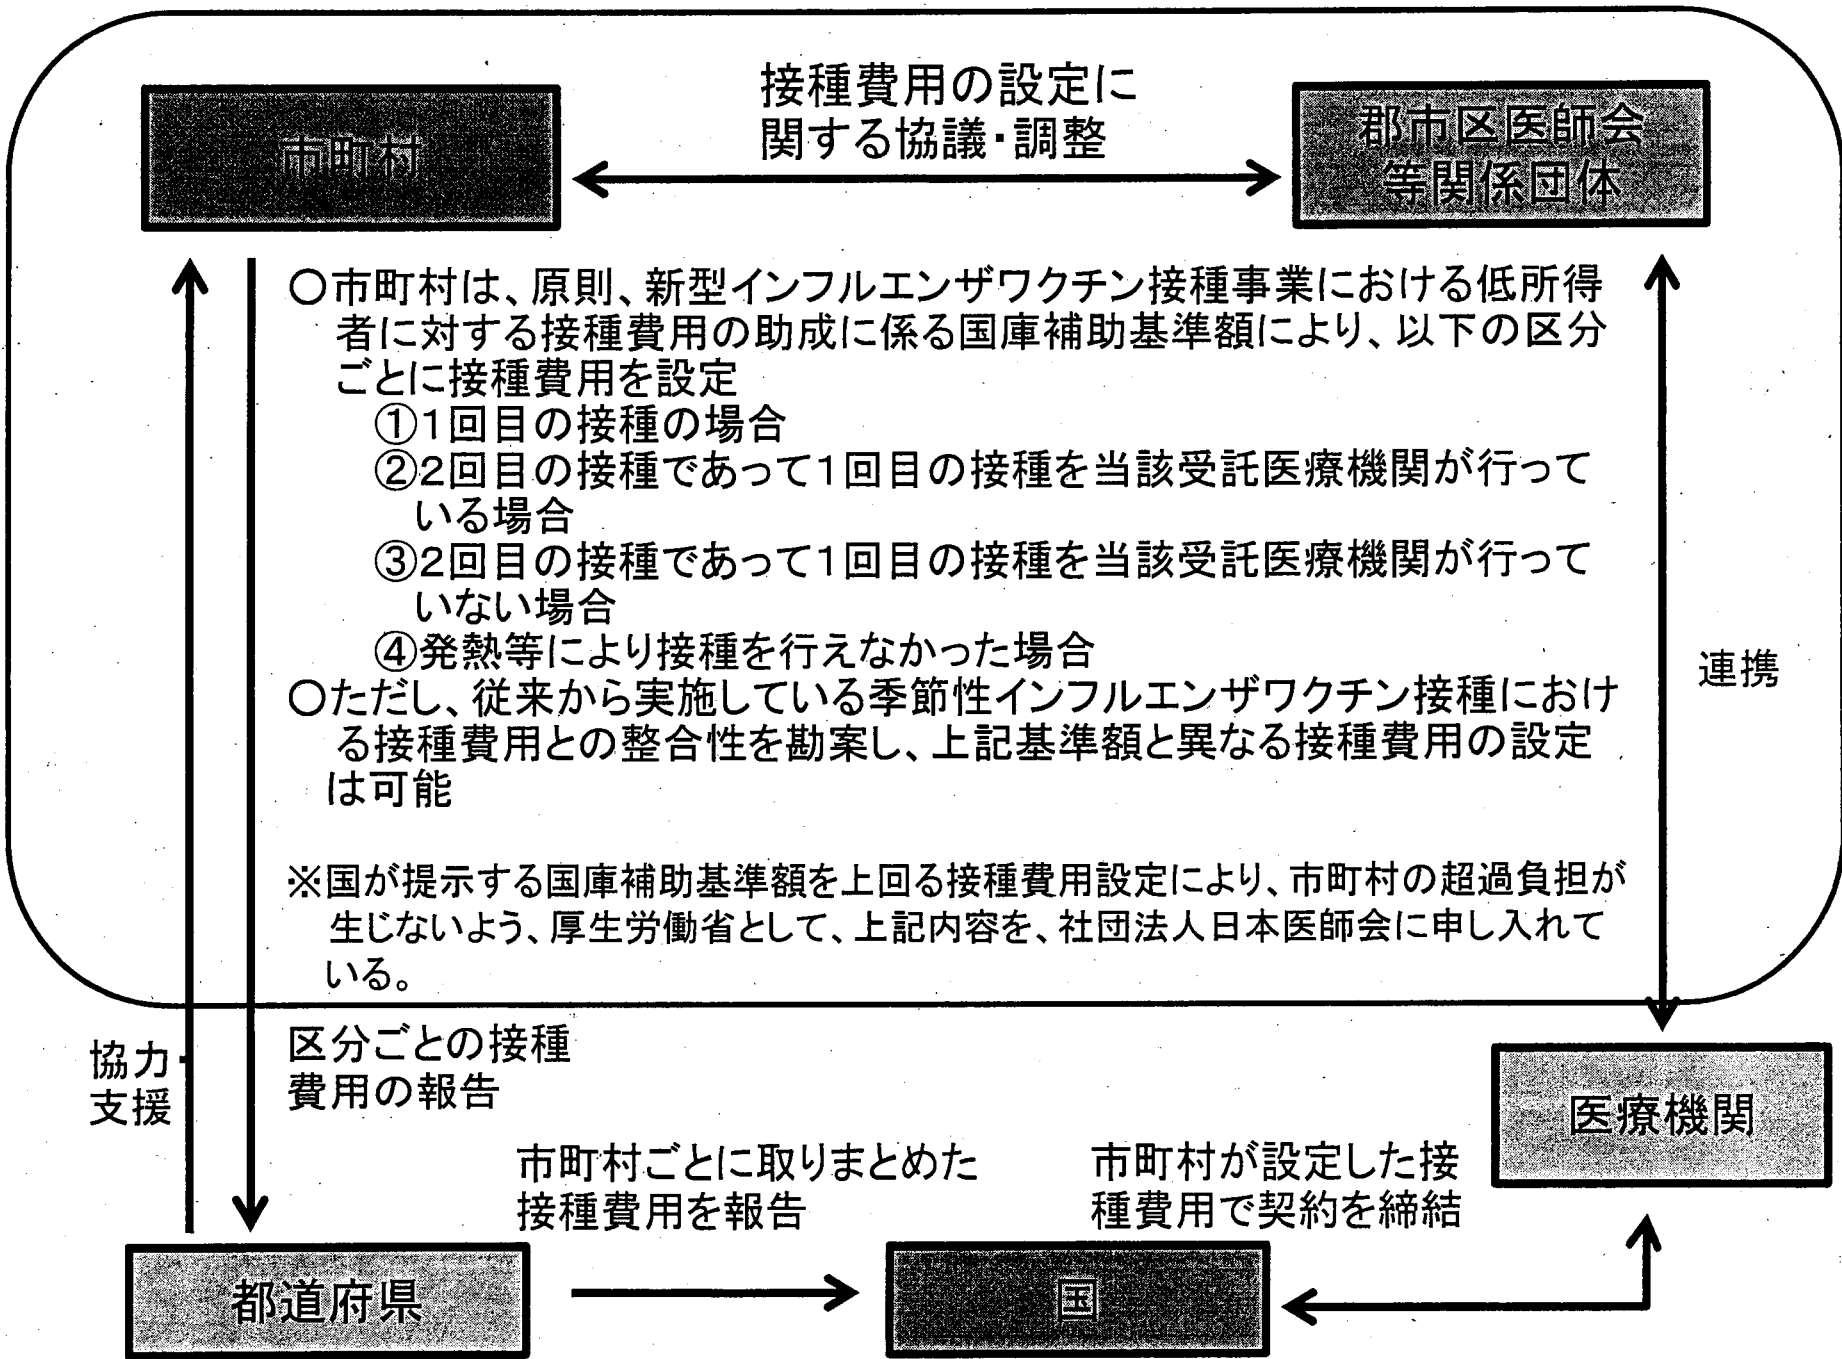 市町村
接種費用の設定に
関する協議・調整
郡市区医師会
等関係団体
○市町村は、原則、新型インフルエンザワクチン接種事業における低所得
者に対する接種費用の助成に係る国庫補助基準額により、以下の区分
ごとに接種費用を設定
①1回目の接種の場合
②2回目の接種であって1回目の接種を当該受託医療機関が行って
いる場合
③2回目の接種であって1回目の接種を当該受託医療機関が行って
いない場合
④発熱等により接種を行えなかった場合
○ただし、従来から実施している季節性インフルエンザワクチン接種におけ
る接種費用との整合性を勘案し、上記基準額と異なる接種費用の設定
は可能
※国が提示する国庫補助基準額を上回る接種費用設定により、市町村の超過負担が
生じないよう、厚生労働省として、上記内容を、社団法人日本医師会に申し入れて
いる。
連携
協力
支援
区分ごとの接種
費用の報告
市町村ごとに取りまとめた
接種費用を報告
市町村が設定した接
種費用で契約を締結
医療機関
都道府県
国